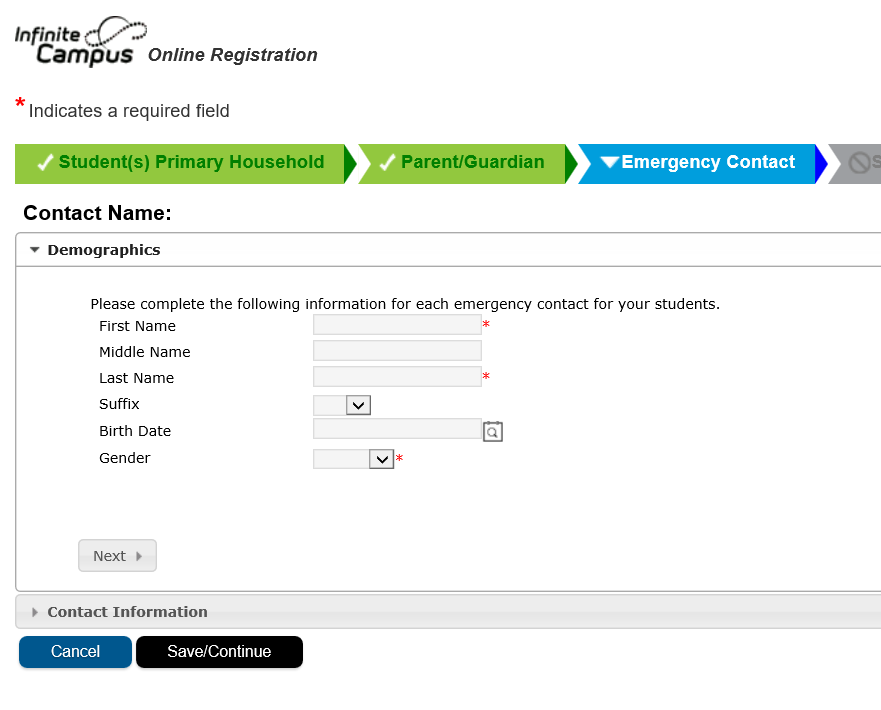 Infinite
Campus Online Registration
* Indicates a required field
Student(s) Primary Household Parent/Guardian Emergency Contact S
Contact Name:
Demographics
Please complete the following information for each emergency contact for your students.
First Name *
Middle Name
Last Name *
Suffix
Birth Date
Gender *
Next
Contact Information
Cancel Save/Continue